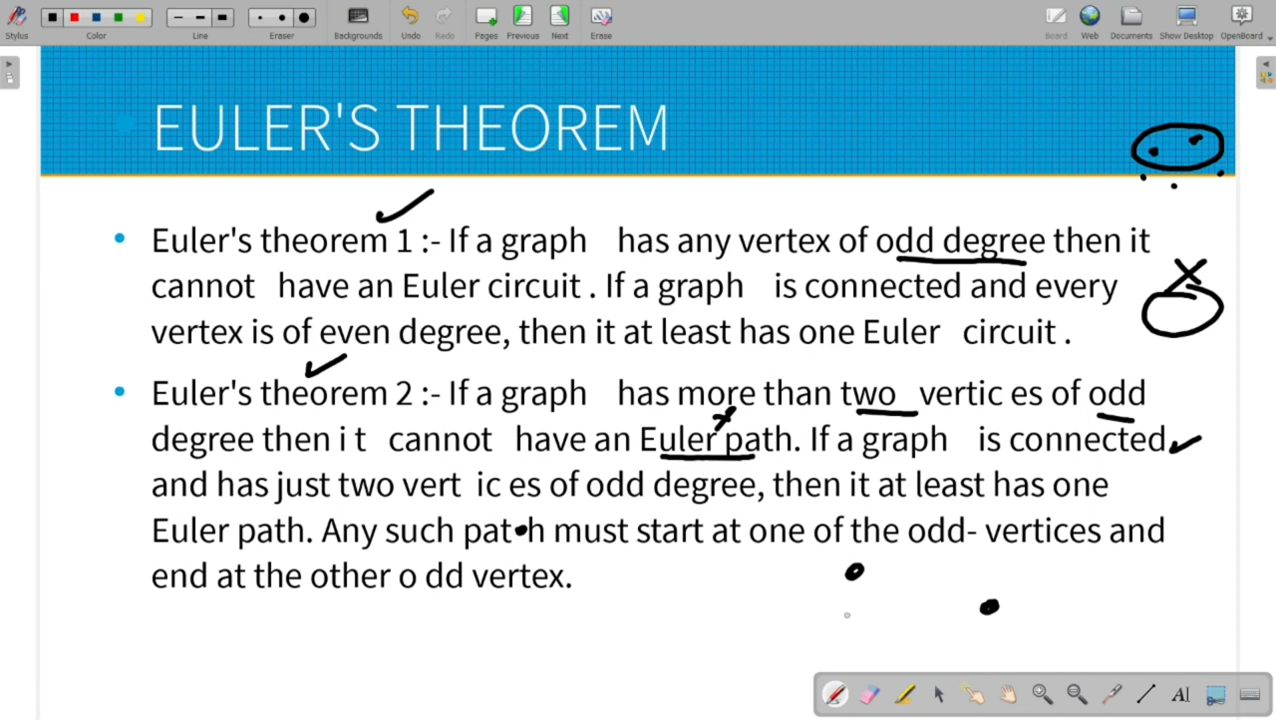 Stylus Color Line Eraser Backgrounds Undo Redo Pages Previous Next Erase Board Web Documents Show Desktop OpenBoard
EULER'S THEOREM
• Euler's theorem 1 :- If a graph has any vertex of odd degree then it
cannot have an Euler circuit . If a graph is connected and every
vertex is of even degree, then it at least has one Euler circuit .
• Euler's theorem 2 :- If a graph has more than two vertic es of odd
degree then i t cannot have an Euler path. If a graph is connected
and has just two vert ic es of odd degree, then it at least has one
Euler path. Any such pat h must start at one of the odd- vertices and
end at the other o dd vertex.